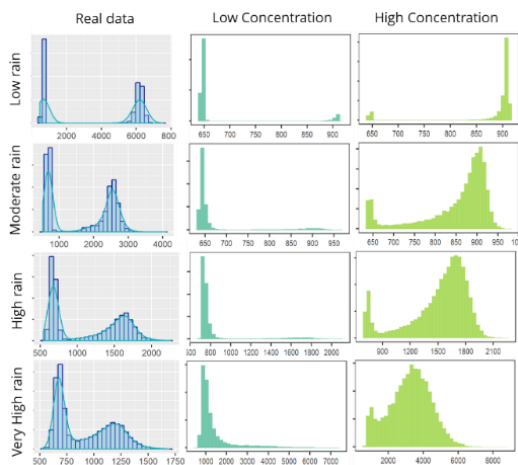 Real data Low Concentration High Concentration
Low rain
2000 4000 6000 7000
650 700 750 800 850 900
650 700 750 800 850 900
Moderate rain
1000 2000 3000 4000
650 700 750 800 850 900 950
650 700 750 800 850 900 950
High rain
500 1000 1500 2000
600 800 1000 1200 1400 1600 1800 2000
900 1200 1500 1800 2100
Very High rain
500 750 1000 1250 1500 1750
1000 2000 3000 4000 5000 6000 7000
2000 4000 6000 8000